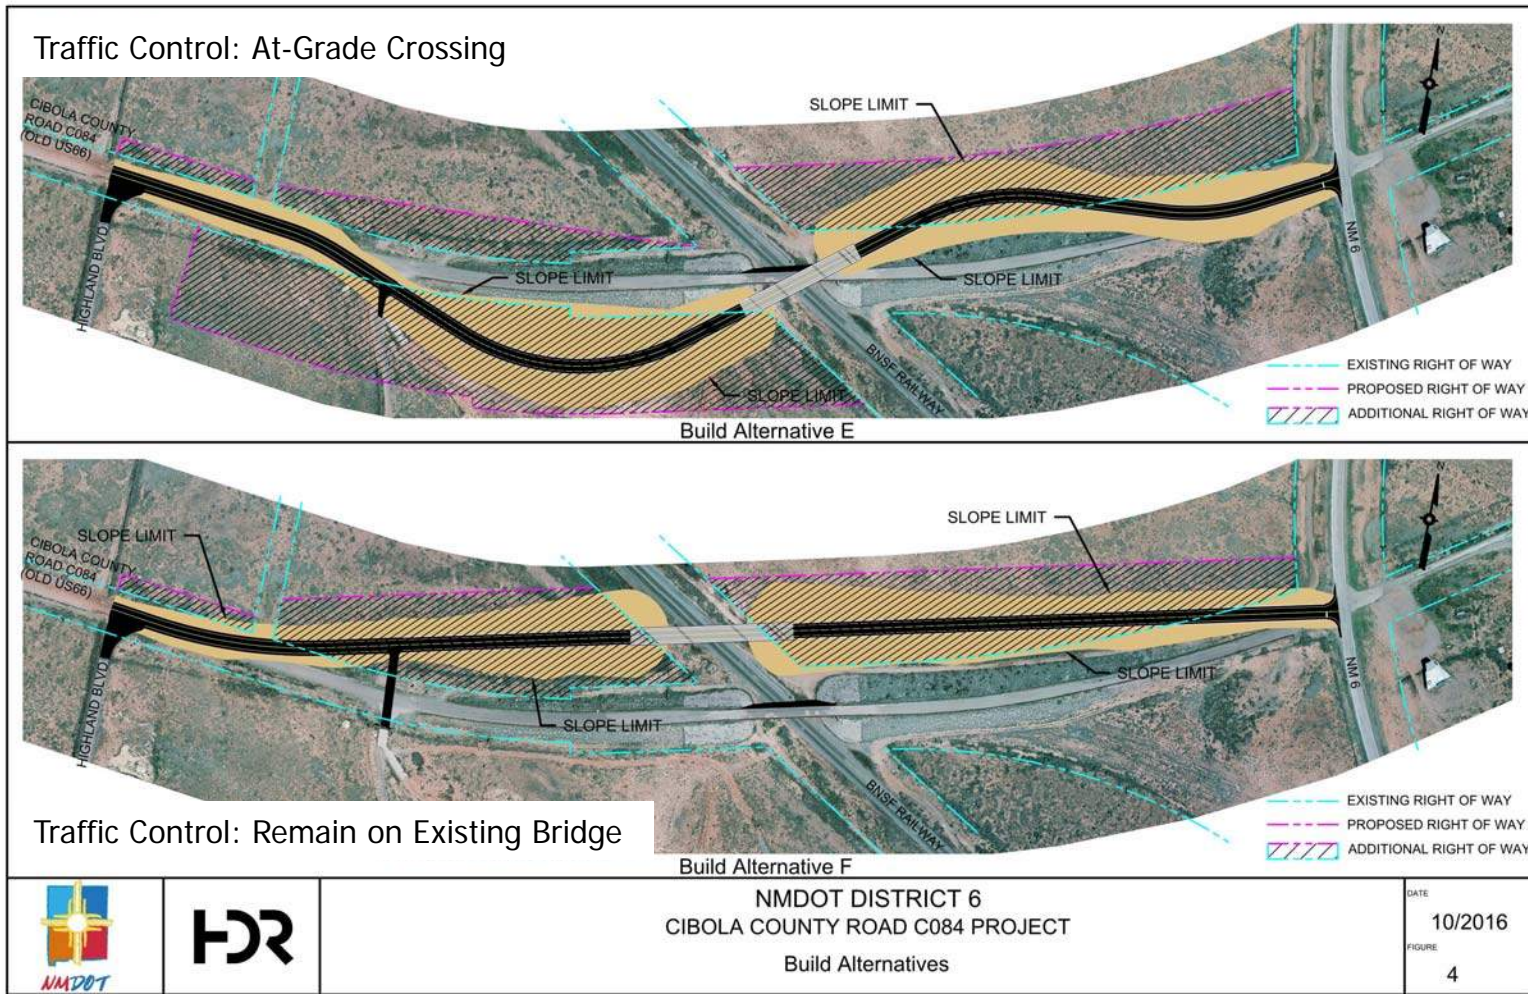 Traffic Control: At-Grade Crossing
CIBOLA COUNTY
ROAD C084
(OLD US66)
HIGHLAND BLVD
SLOPE LIMIT
SLOPE LIMIT
SLOPE LIMIT
SLOPE LIMIT
BNSF RAILWAY
NM 6
N
EXISTING RIGHT OF WAY
PROPOSED RIGHT OF WAY
ADDITIONAL RIGHT OF WAY
Build Alternative E
SLOPE LIMIT
CIBOLA COUNTY
ROAD C084
(OLD US66)
HIGHLAND BLVD
SLOPE LIMIT
SLOPE LIMIT
SLOPE LIMIT
BNSF RAILWAY
NM 6
N
EXISTING RIGHT OF WAY
PROPOSED RIGHT OF WAY
ADDITIONAL RIGHT OF WAY
Traffic Control: Remain on Existing Bridge
Build Alternative F
NMDOT
HDR
NMDOT DISTRICT 6
CIBOLA COUNTY ROAD C084 PROJECT
Build Alternatives
DATE
10/2016
FIGURE
4